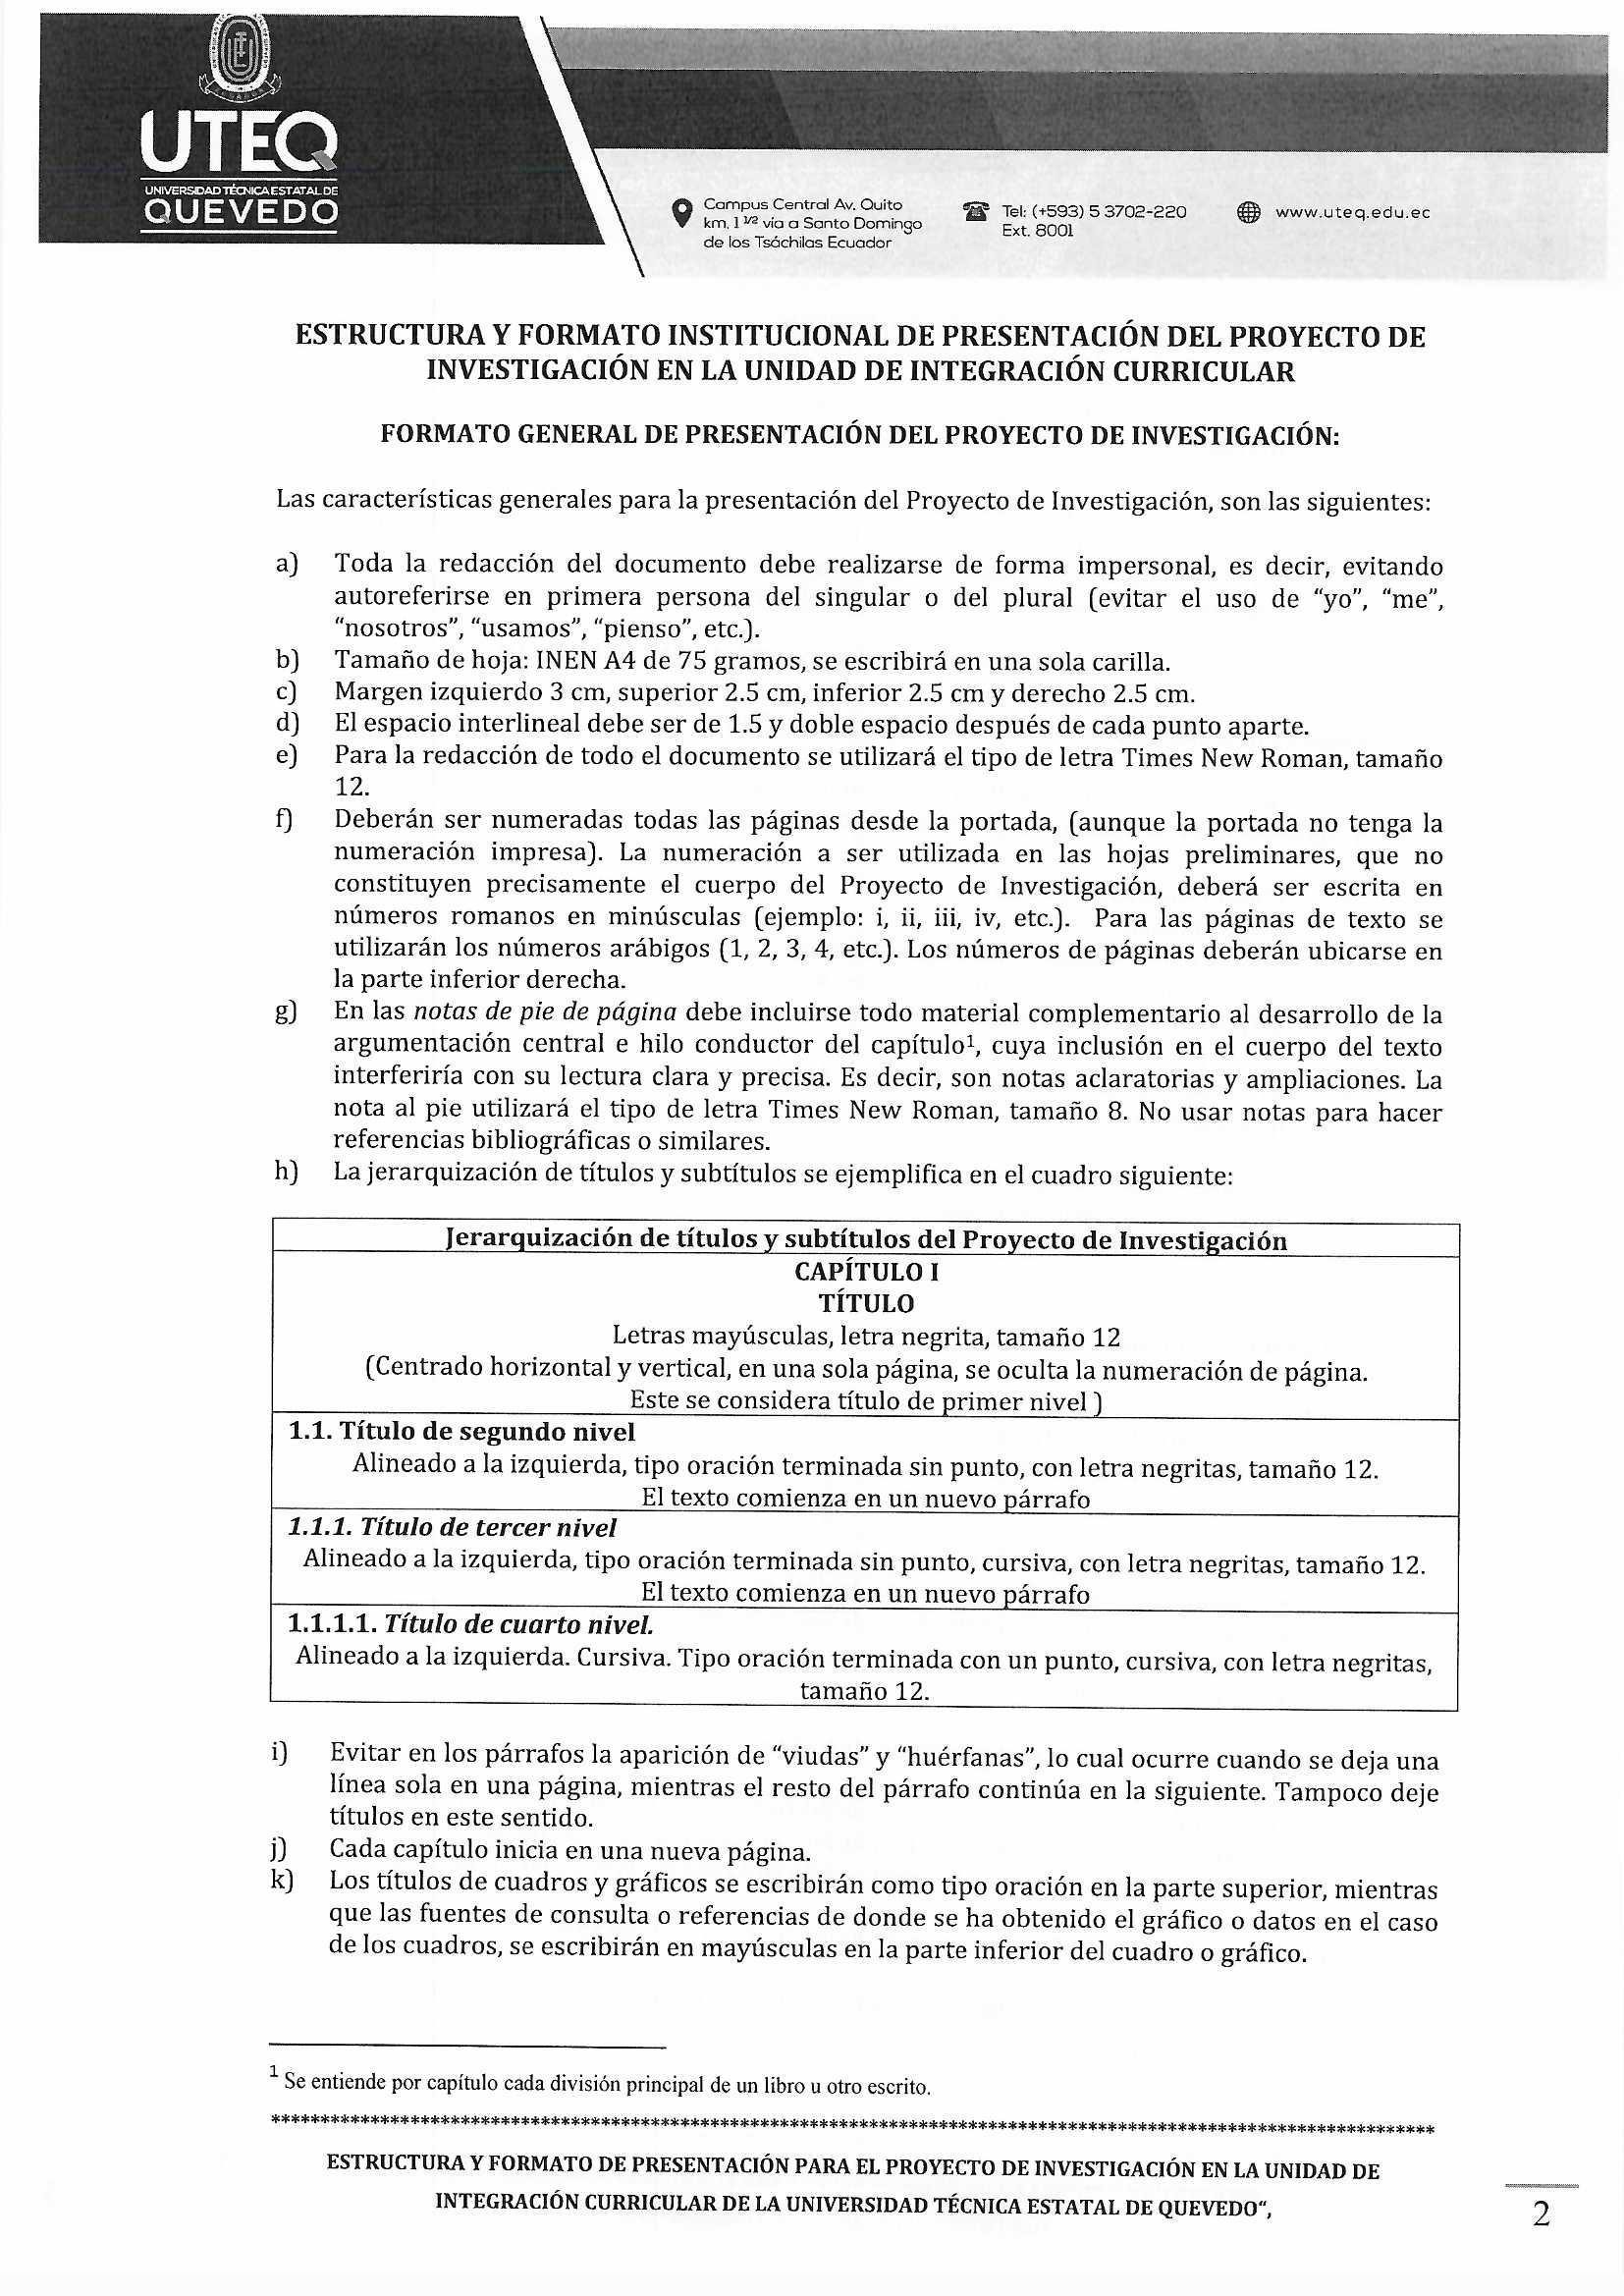 UTEQ
UNIVERSIDAD TÉCNICA ESTATAL DE
QUEVEDO
Campus Central Av. Quito
km. 1 1/2 vía a Santo Domingo
de los Tsáchilas Ecuador
Tel: (+593) 5 3702-220
Ext. 8001
www.uteq.edu.ec
ESTRUCTURA Y FORMATO INSTITUCIONAL DE PRESENTACIÓN DEL PROYECTO DE
INVESTIGACIÓN EN LA UNIDAD DE INTEGRACIÓN CURRICULAR
FORMATO GENERAL DE PRESENTACIÓN DEL PROYECTO DE INVESTIGACIÓN:
Las características generales para la presentación del Proyecto de Investigación, son las siguientes:
a) Toda la redacción del documento debe realizarse de forma impersonal, es decir, evitando
autoreferirse en primera persona del singular o del plural (evitar el uso de “yo”, “me”,
“nosotros”, “usamos”, “pienso”, etc.).
b) Tamaño de hoja: INEN A4 de 75 gramos, se escribirá en una sola carilla.
c) Margen izquierdo 3 cm, superior 2.5 cm, inferior 2.5 cm y derecho 2.5 cm.
d) El espacio interlineal debe ser de 1.5 y doble espacio después de cada punto aparte.
e) Para la redacción de todo el documento se utilizará el tipo de letra Times New Roman, tamaño
12.
f) Deberán ser numeradas todas las páginas desde la portada, (aunque la portada no tenga la
numeración impresa). La numeración a ser utilizada en las hojas preliminares, que no
constituyen precisamente el cuerpo del Proyecto de Investigación, deberá ser escrita en
números romanos en minúsculas (ejemplo: i, ii, iii, iv, etc.). Para las páginas de texto se
utilizarán los números arábigos (1, 2, 3, 4, etc.). Los números de páginas deberán ubicarse en
la parte inferior derecha.
g) En las notas de pie de página debe incluirse todo material complementario al desarrollo de la
argumentación central e hilo conductor del capítulo¹, cuya inclusión en el cuerpo del texto
interferiría con su lectura clara y precisa. Es decir, son notas aclaratorias y ampliaciones. La
nota al pie utilizará el tipo de letra Times New Roman, tamaño 8. No usar notas para hacer
referencias bibliográficas o similares.
h) La jerarquización de títulos y subtítulos se ejemplifica en el cuadro siguiente:
Jerarquización de títulos y subtítulos del Proyecto de Investigación
CAPÍTULO I
TÍTULO
Letras mayúsculas, letra negrita, tamaño 12
(Centrado horizontal y vertical, en una sola página, se oculta la numeración de página.
Este se considera título de primer nivel )
1.1. Título de segundo nivel
Alineado a la izquierda, tipo oración terminada sin punto, con letra negritas, tamaño 12.
El texto comienza en un nuevo párrafo
1.1.1. Título de tercer nivel
Alineado a la izquierda, tipo oración terminada sin punto, cursiva, con letra negritas, tamaño 12.
El texto comienza en un nuevo párrafo
1.1.1.1. Título de cuarto nivel.
Alineado a la izquierda. Cursiva. Tipo oración terminada con un punto, cursiva, con letra negritas,
tamaño 12.
i) Evitar en los párrafos la aparición de “viudas” y “huérfanas”, lo cual ocurre cuando se deja una
línea sola en una página, mientras el resto del párrafo continúa en la siguiente. Tampoco deje
títulos en este sentido.
j) Cada capítulo inicia en una nueva página.
k) Los títulos de cuadros y gráficos se escribirán como tipo oración en la parte superior, mientras
que las fuentes de consulta o referencias de donde se ha obtenido el gráfico o datos en el caso
de los cuadros, se escribirán en mayúsculas en la parte inferior del cuadro o gráfico.
¹ Se entiende por capítulo cada división principal de un libro u otro escrito.
************************************************************************************************************************
ESTRUCTURA Y FORMATO DE PRESENTACIÓN PARA EL PROYECTO DE INVESTIGACIÓN EN LA UNIDAD DE
INTEGRACIÓN CURRICULAR DE LA UNIVERSIDAD TÉCNICA ESTATAL DE QUEVEDO“,
2